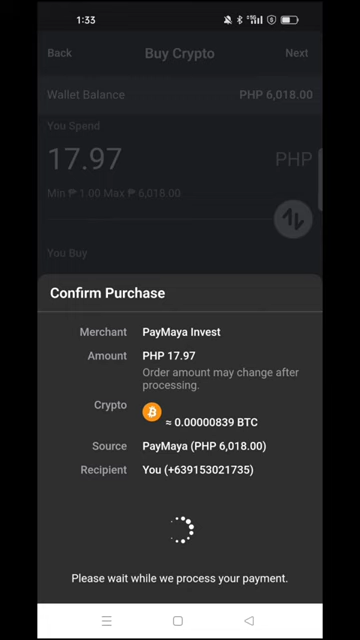 1:33
Back Buy Crypto Next
Wallet Balance PHP 6,018.00
You Spend
17.97 PHP
Min ₱ 1.00 Max ₱ 6,018.00
You Buy
Confirm Purchase
Merchant PayMaya Invest
Amount PHP 17.97
Order amount may change after
processing.
Crypto
≈ 0.00000839 BTC
Source PayMaya (PHP 6,018.00)
Recipient You (+639153021735)
Please wait while we process your payment.